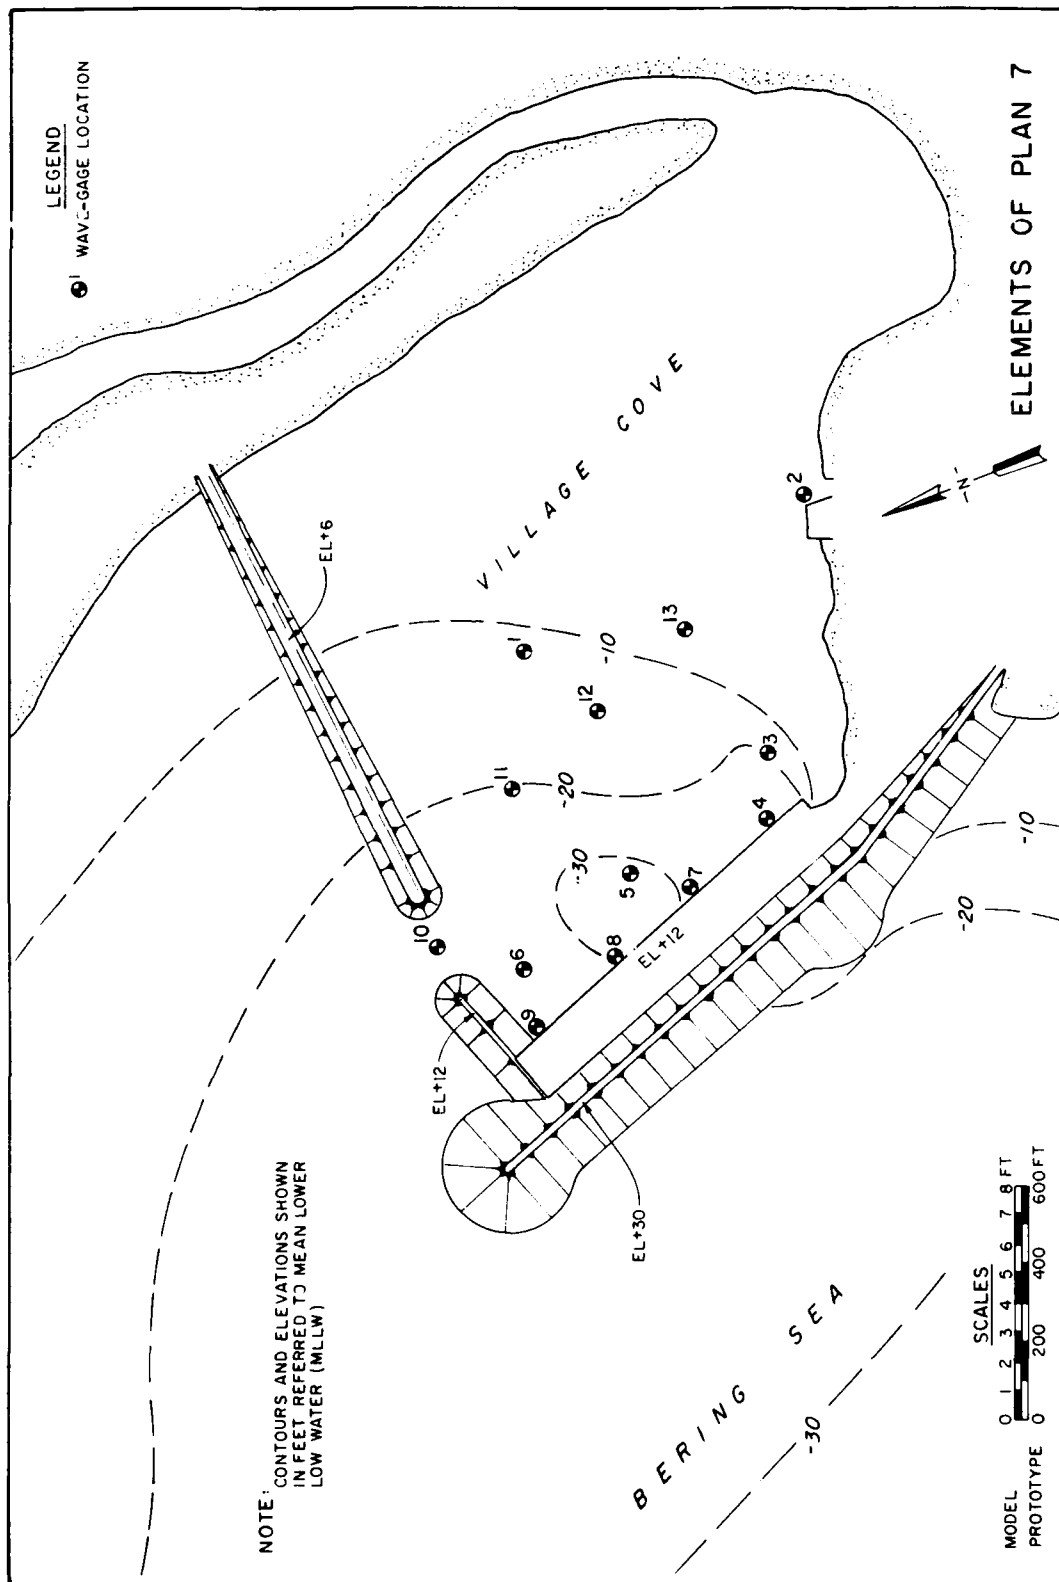 LEGEND
1 WAVE-GAGE LOCATION
NOTE: CONTOURS AND ELEVATIONS SHOWN
IN FEET REFERRED TO MEAN LOWER
LOW WATER (MLLW)
EL+6
VILLAGE COVE
10
11
1
12
13
2
-10
-20
3
4
-30
5
6
7
8
9
EL+12
EL+12
EL+30
-10
-20
BERING SEA
-30
N
SCALES
MODEL 0 1 2 3 4 5 6 7 8 FT
PROTOTYPE 0 200 400 600 FT
ELEMENTS OF PLAN 7